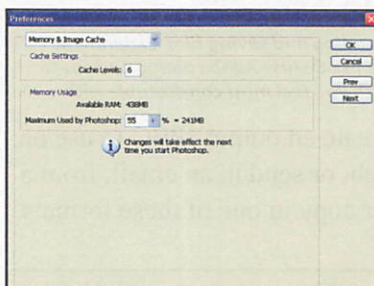 Preferences
Memory & Image Cache
OK
Cancel
Prev
Next
Cache Settings
Cache Levels: 6
Memory Usage
Available RAM: 438MB
Maximum Used by Photoshop: 55 % = 241MB
Changes will take effect the next
time you start Photoshop.